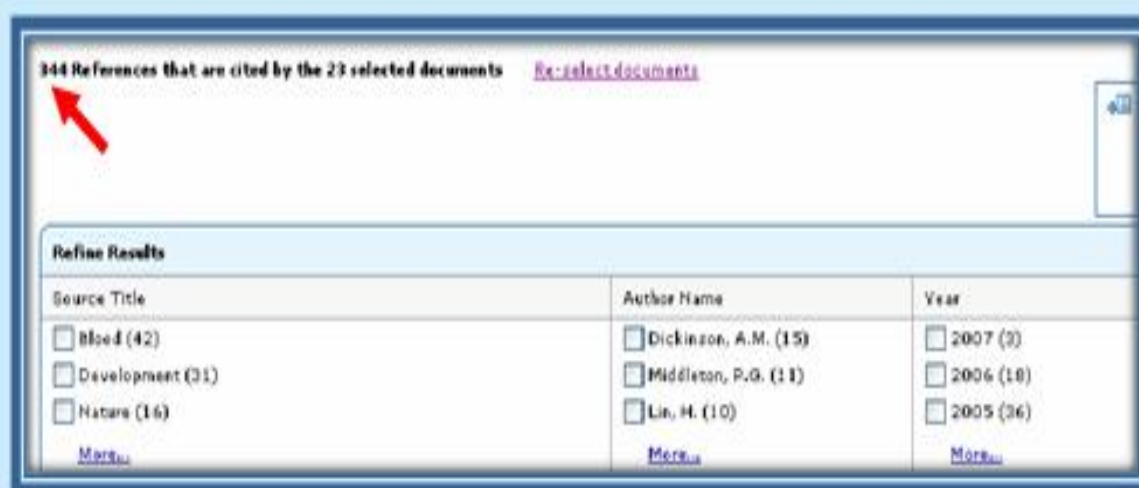 344 References that are cited by the 23 selected documents Re-select documents
Refine Results
Source Title Author Name Year
Blood (42) Dickinson, A.M. (15) 2007 (3)
Development (31) Middleton, P.G. (11) 2006 (18)
Nature (16) Lin, H. (10) 2005 (36)
More... More... More...